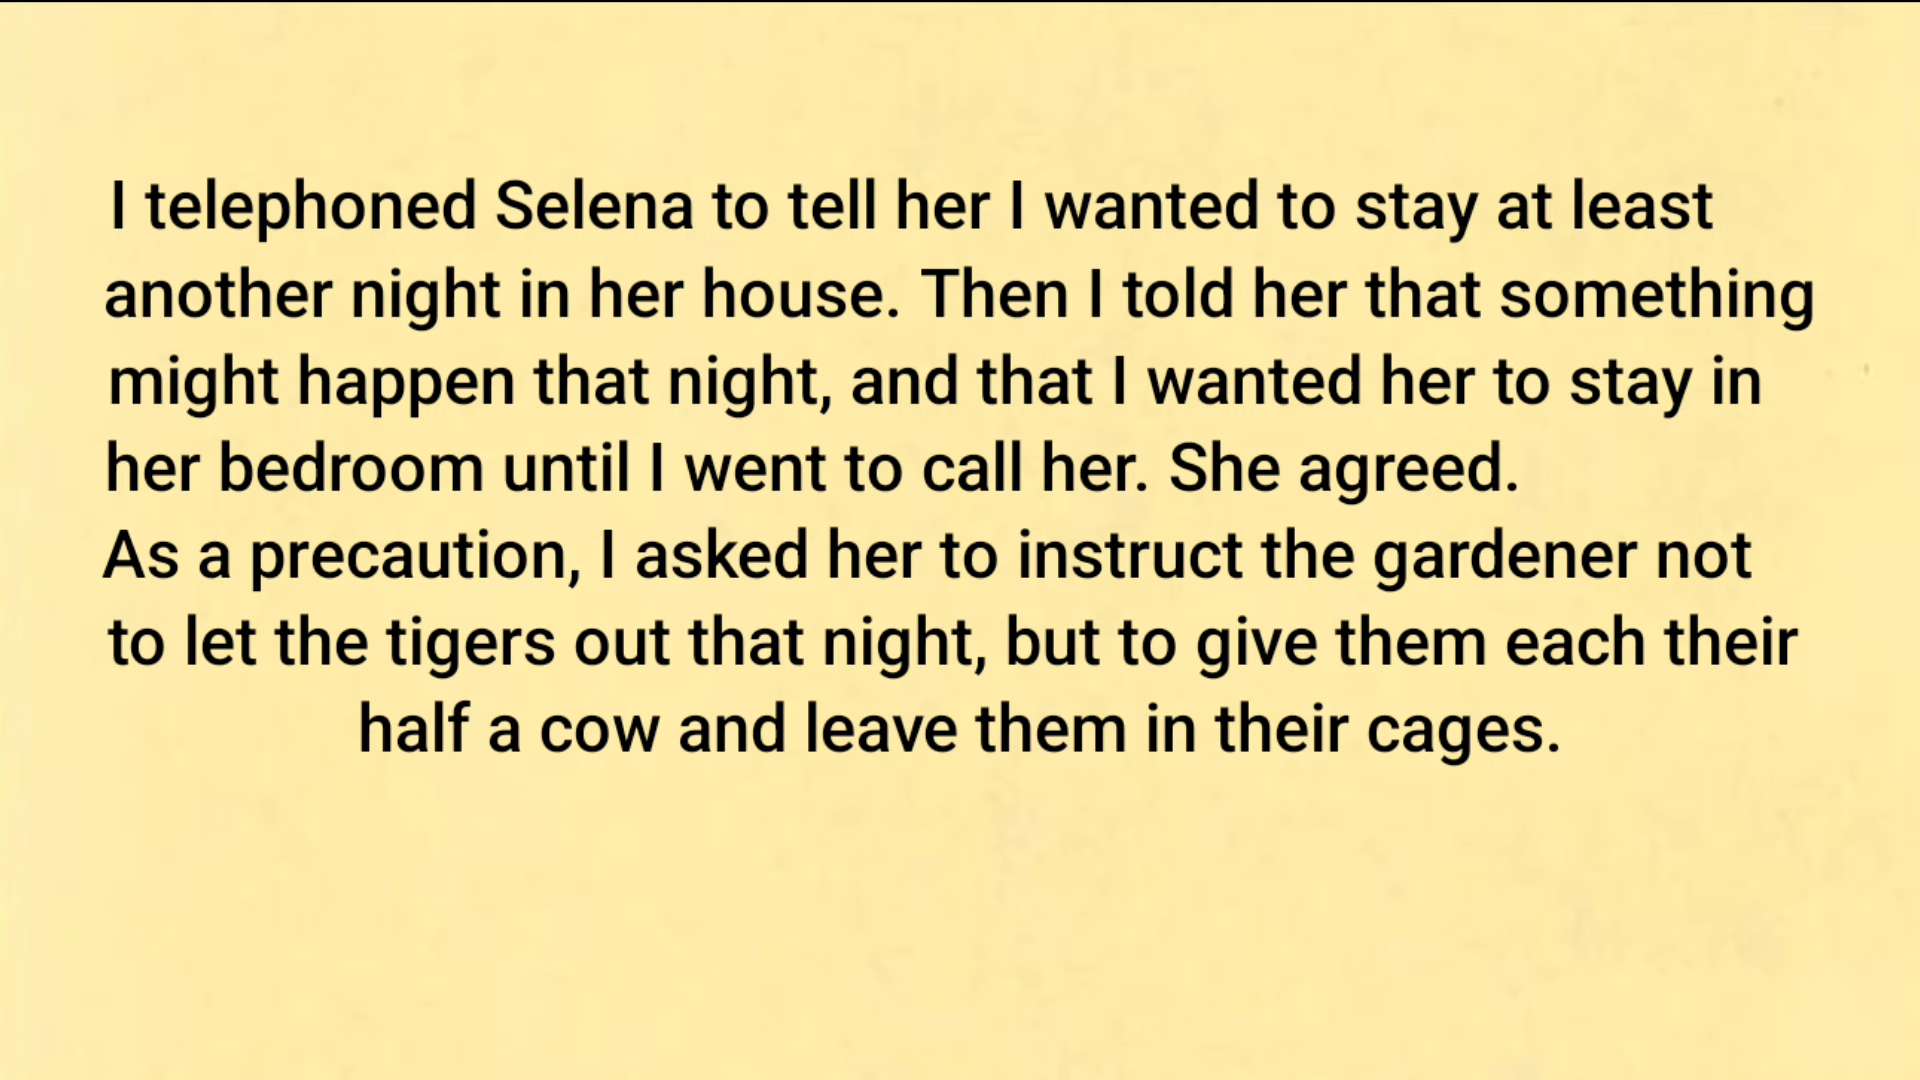 I telephoned Selena to tell her I wanted to stay at least
another night in her house. Then I told her that something
might happen that night, and that I wanted her to stay in
her bedroom until I went to call her. She agreed.
As a precaution, I asked her to instruct the gardener not
to let the tigers out that night, but to give them each their
half a cow and leave them in their cages.